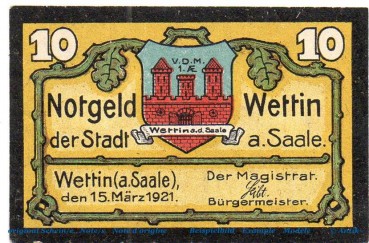 10 10
V.D.M.
I.Æ.
Notgeld Wettin
der Stadt a. Saale.
Wettin a.d. Saale
Wettin (a. Saale), Der Magistrat.
den 15. März 1921. Bürgermeister.